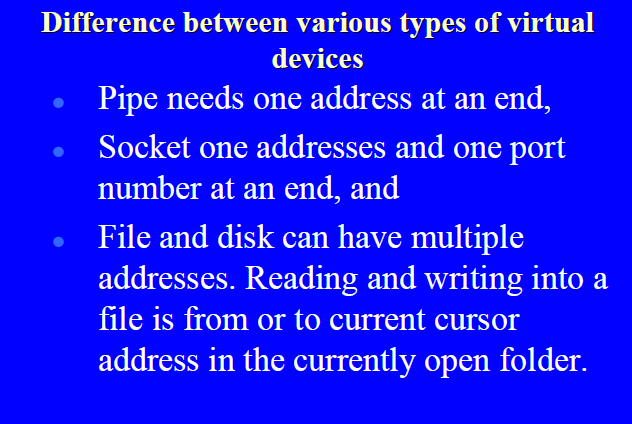 Difference between various types of virtual
devices
Pipe needs one address at an end,
Socket one addresses and one port
number at an end, and
File and disk can have multiple
addresses. Reading and writing into a
file is from or to current cursor
address in the currently open folder.